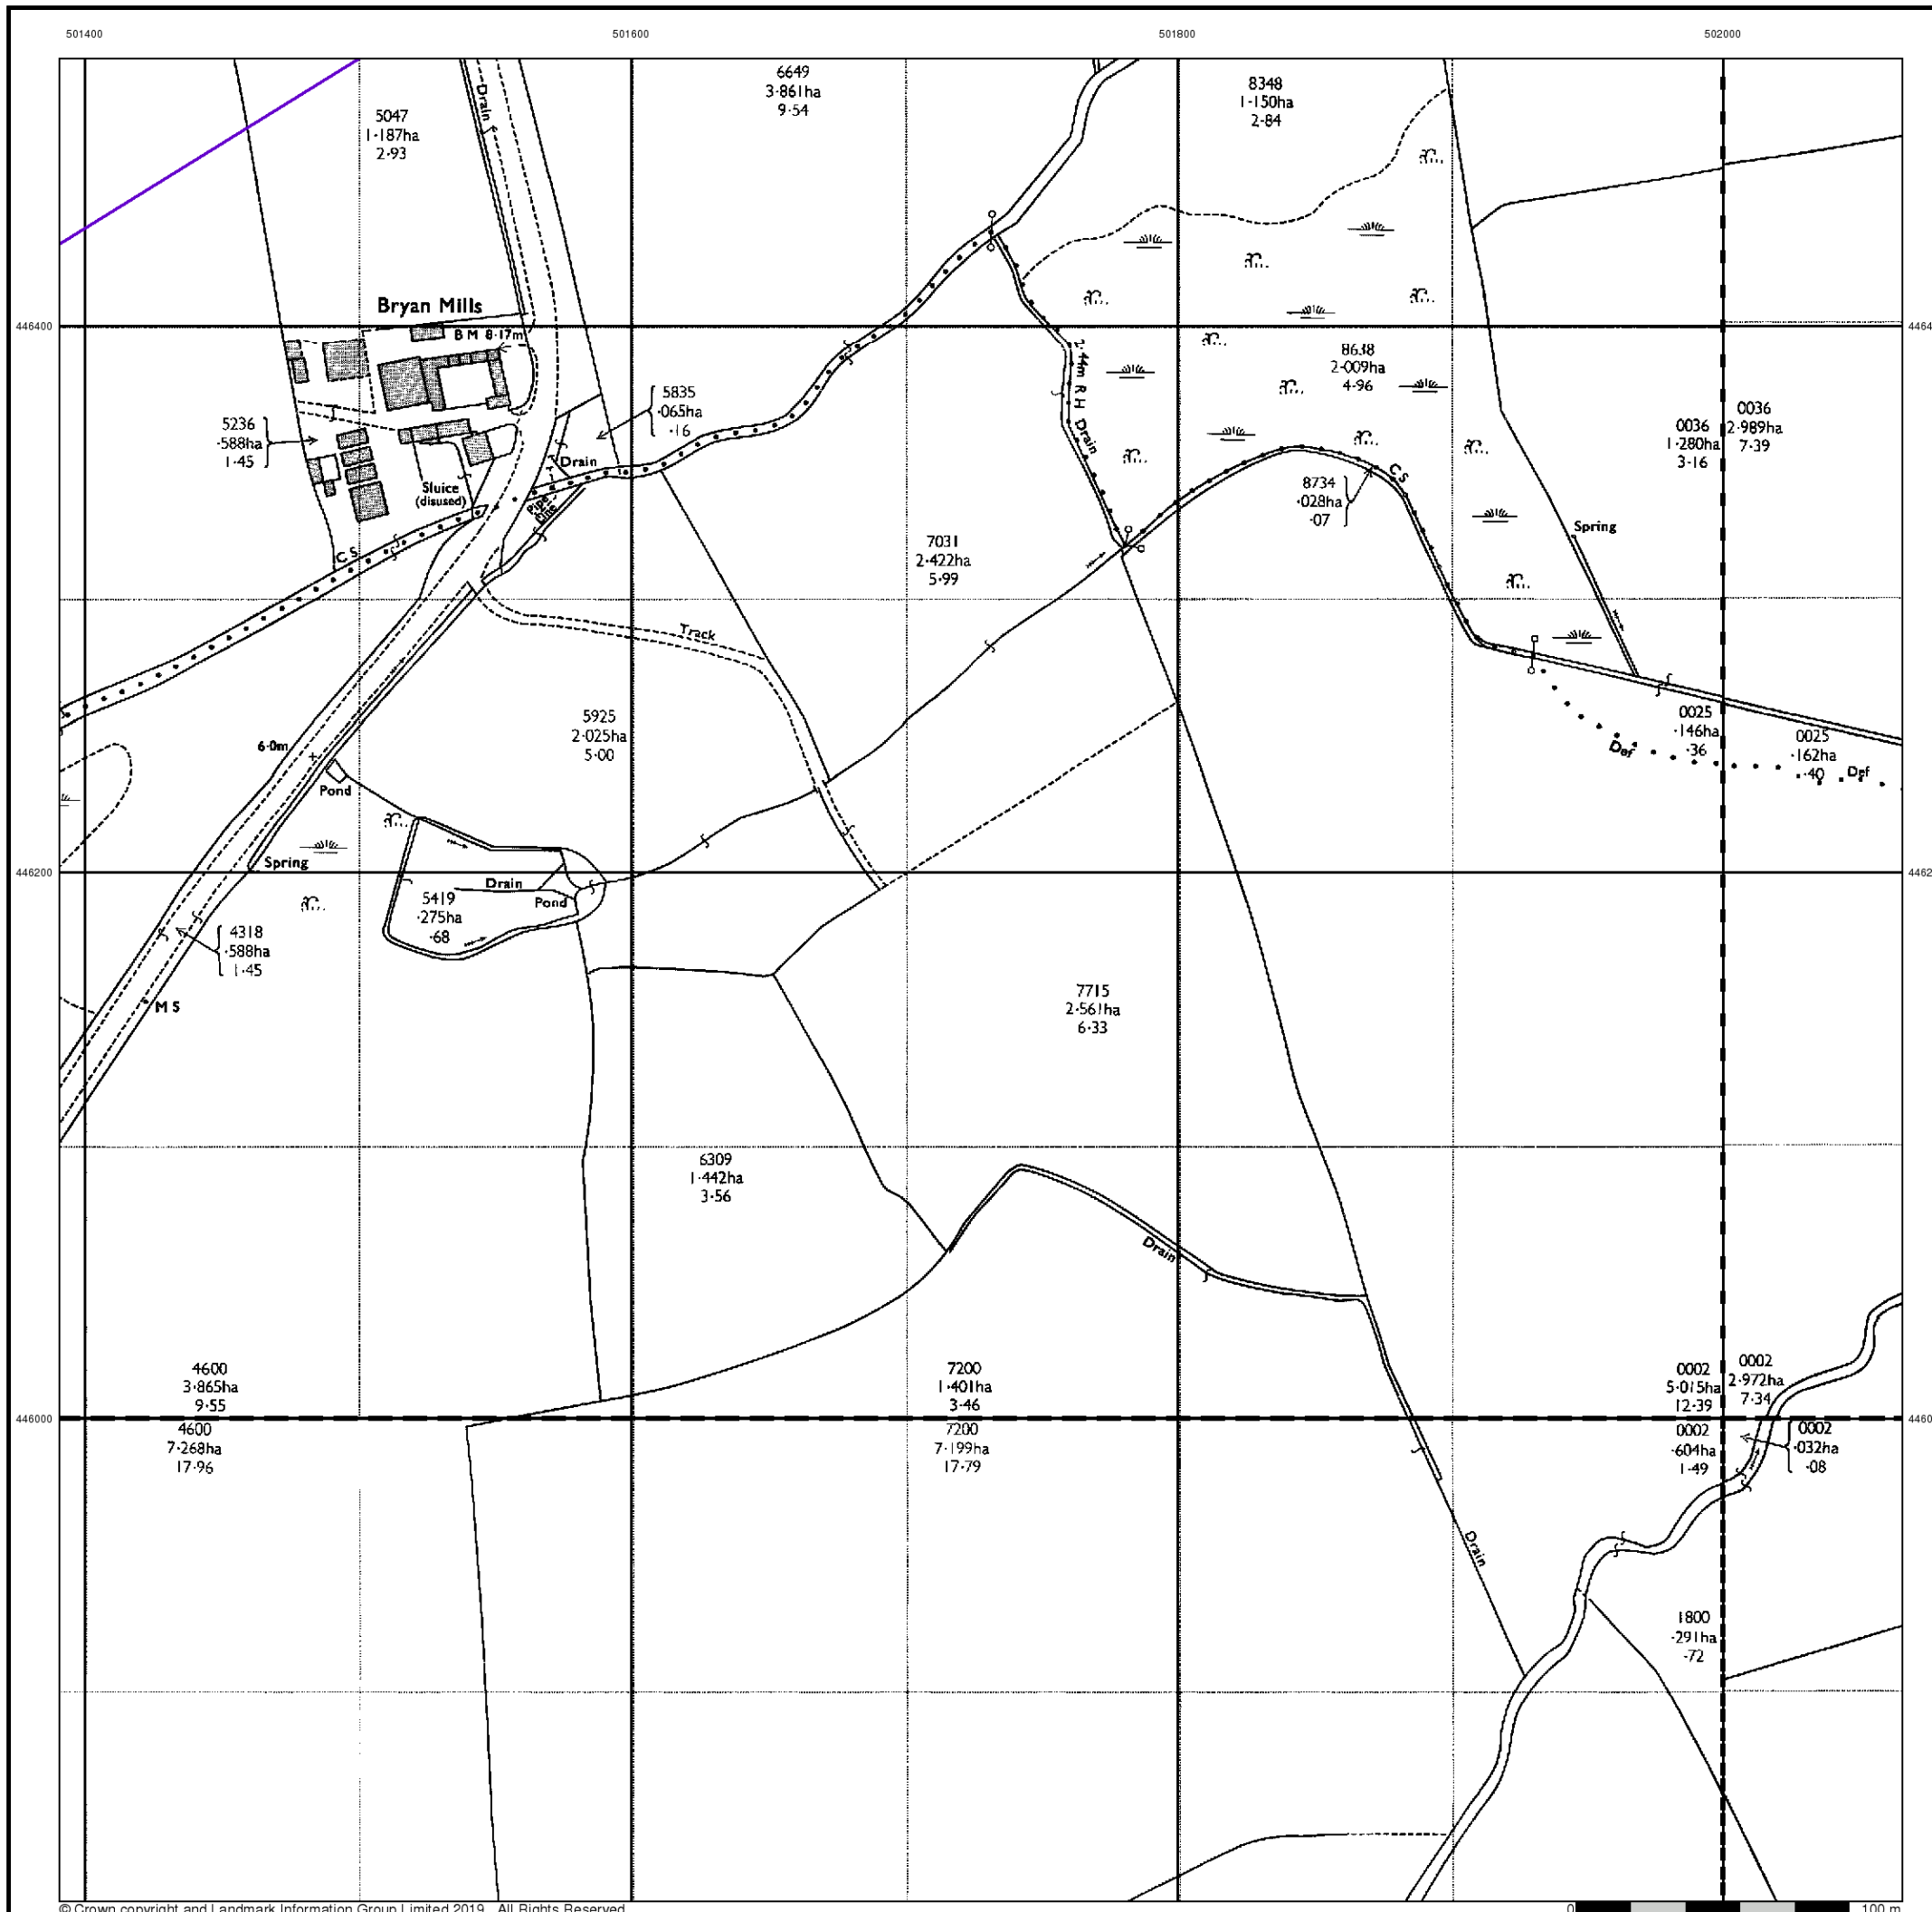 501400
501600
501800
502000
5047
1·187ha
2·93
Drain
6649
3·861ha
9·54
8348
1·150ha
2·84
Bryan Mills
B M 8·17m
446400
4464
5236
·588ha
1·45
5835
·065ha
·16
Drain
Sluice
(disused)
Pipe
Line
C S
1·44m R H
Drain
8638
2·009ha
4·96
0036
1·280ha
3·16
0036
2·989ha
7·39
C S
8734
·028ha
·07
Spring
7031
2·422ha
5·99
Track
5925
2·025ha
5·00
6·0m
Pond
0025
·146ha
·36
0025
·162ha
·40
Def
Def
Spring
446200
4462
Drain
5419
·275ha
·68
Pond
4318
·588ha
1·45
M S
7715
2·561ha
6·33
6309
1·442ha
3·56
Drain
4600
3·865ha
9·55
7200
1·401ha
3·46
0002
5·015ha
12·39
0002
2·972ha
7·34
446000
4460
4600
7·268ha
17·96
7200
7·199ha
17·79
0002
·604ha
1·49
0002
·032ha
·08
Drain
1800
·291ha
·72
© Crown copyright and Landmark Information Group Limited 2019. All Rights Reserved.
0
100 m